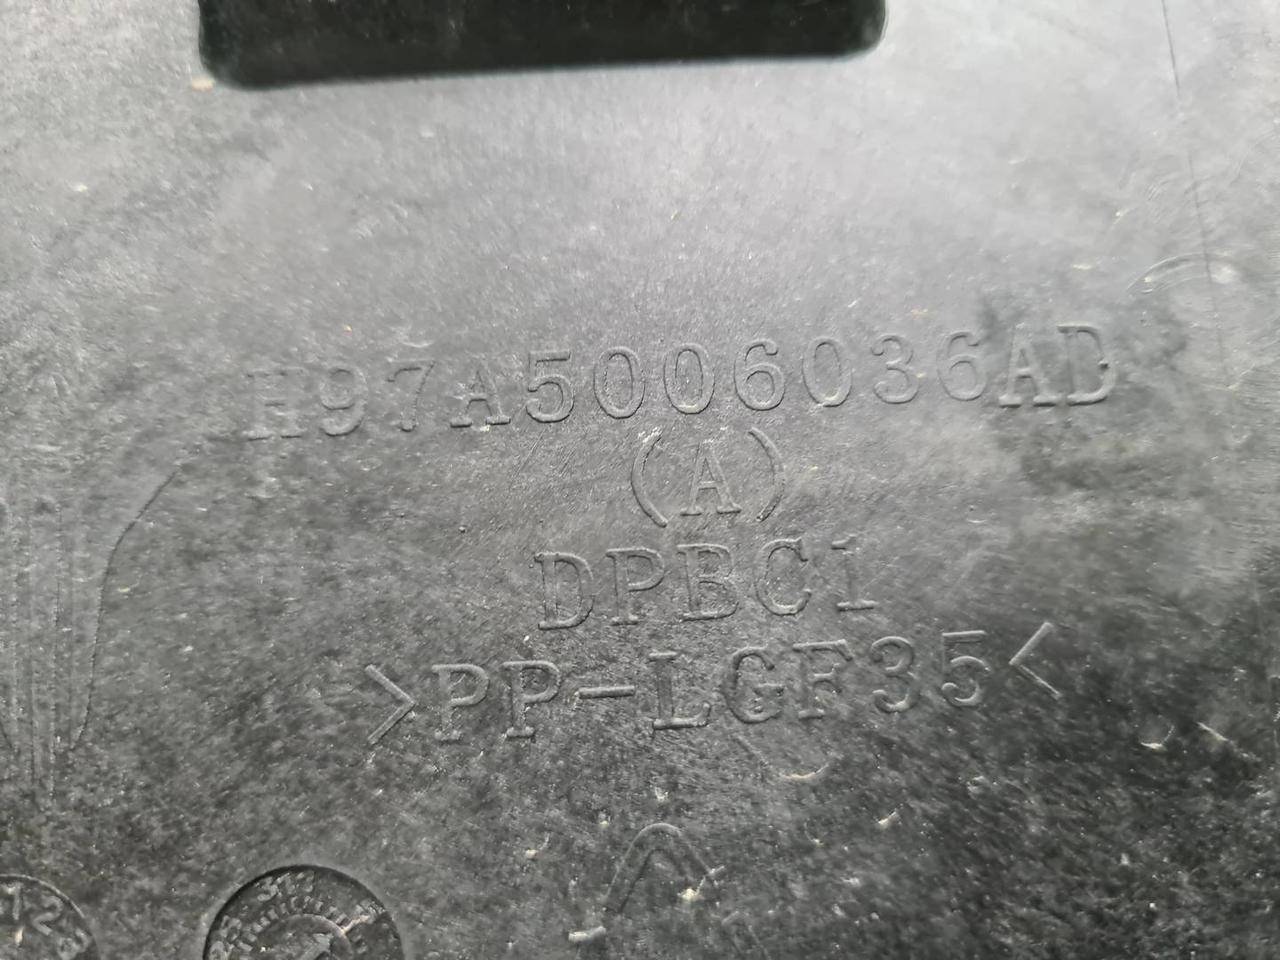 H97A5006036AD
(A)
DPBC1
>PP-LGF35<